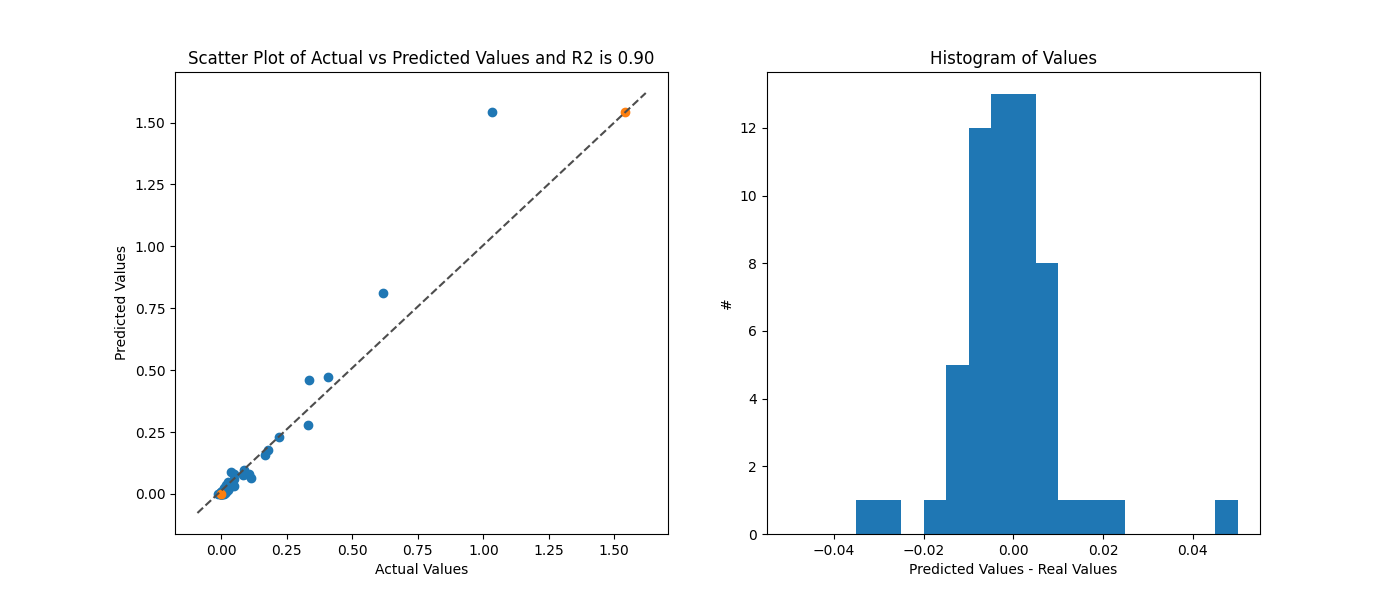 Scatter Plot of Actual vs Predicted Values and R2 is 0.90
Predicted Values
1.50
1.25
1.00
0.75
0.50
0.25
0.00
0.00 0.25 0.50 0.75 1.00 1.25 1.50
Actual Values
Histogram of Values
#
12
10
8
6
4
2
0
−0.04 −0.02 0.00 0.02 0.04
Predicted Values - Real Values